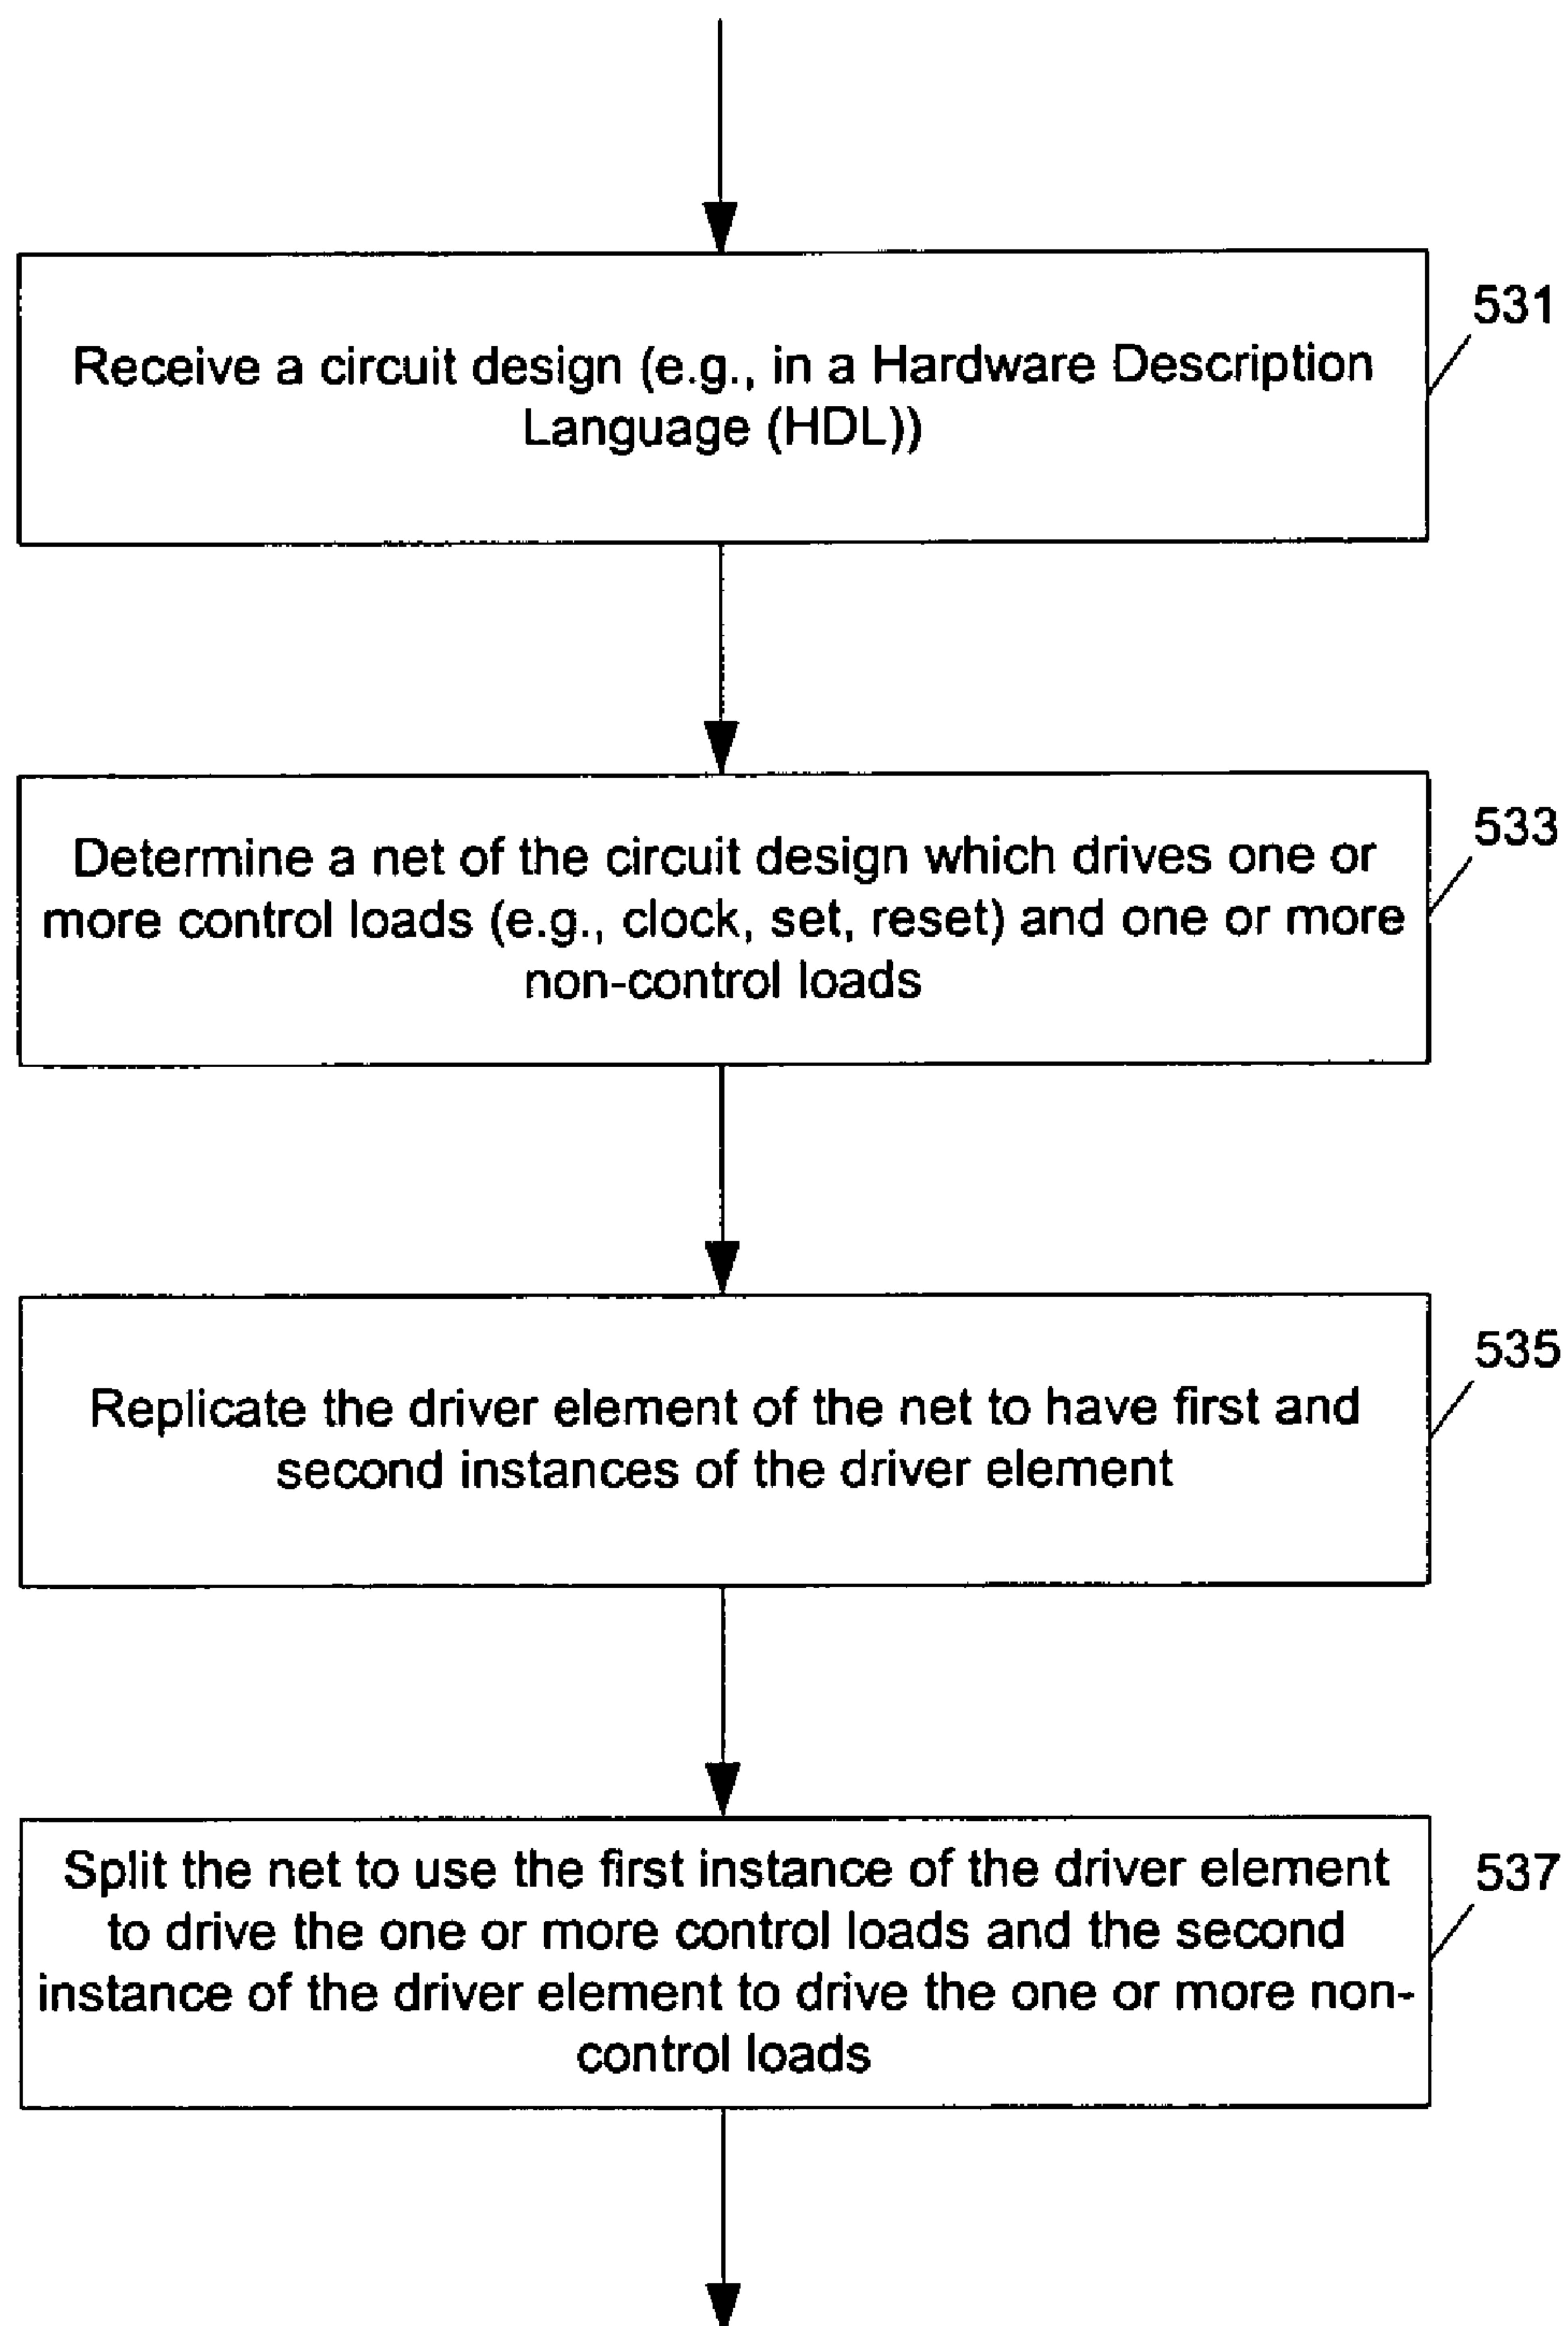 531
Receive a circuit design (e.g., in a Hardware Description
Language (HDL))
533
Determine a net of the circuit design which drives one or
more control loads (e.g., clock, set, reset) and one or more
non-control loads
535
Replicate the driver element of the net to have first and
second instances of the driver element
537
Split the net to use the first instance of the driver element
to drive the one or more control loads and the second
instance of the driver element to drive the one or more non-
control loads